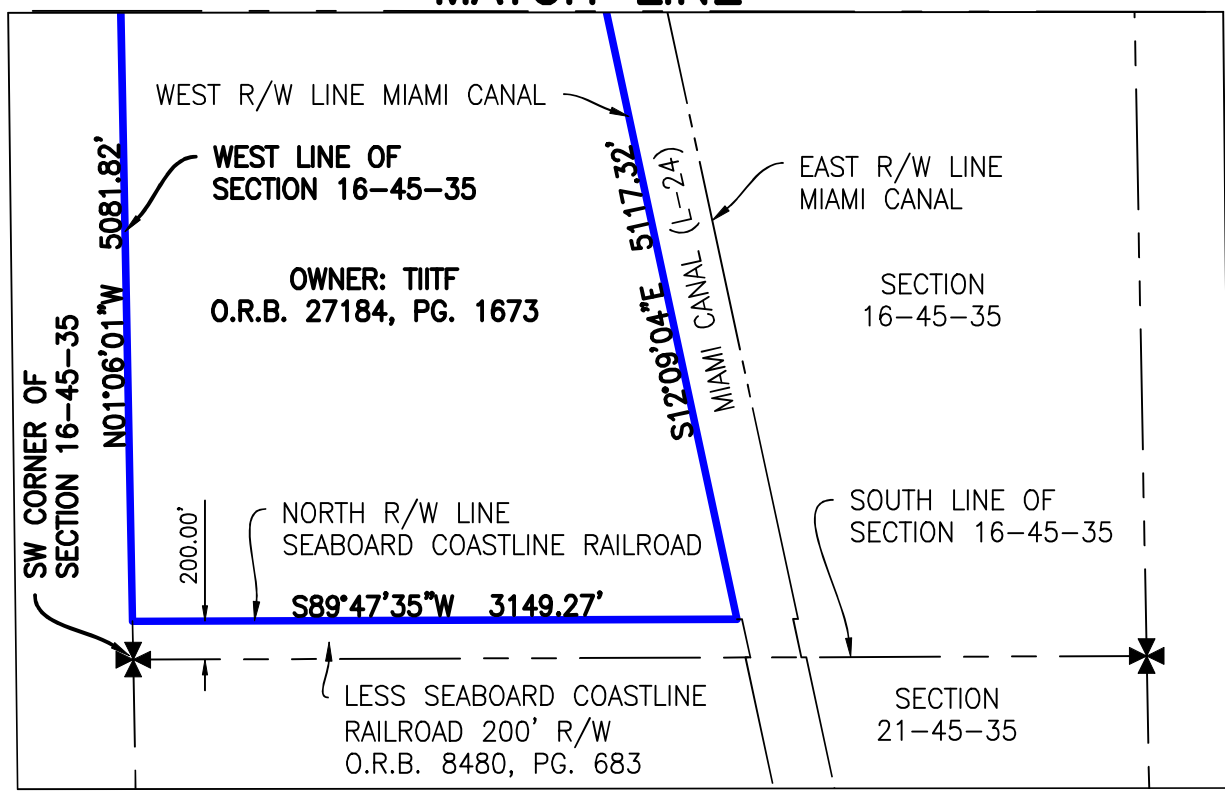 MATCH LINE
WEST R/W LINE MIAMI CANAL
WEST LINE OF
SECTION 16-45-35
N01°06'01"W 5081.82'
S12°09'04"E 5117.32'
MIAMI CANAL (L-24)
EAST R/W LINE
MIAMI CANAL
OWNER: TIITF
O.R.B. 27184, PG. 1673
SECTION
16-45-35
SW CORNER OF
SECTION 16-45-35
200.00'
NORTH R/W LINE
SEABOARD COASTLINE RAILROAD
SOUTH LINE OF
SECTION 16-45-35
S89°47'35"W 3149.27'
LESS SEABOARD COASTLINE
RAILROAD 200' R/W
O.R.B. 8480, PG. 683
SECTION
21-45-35